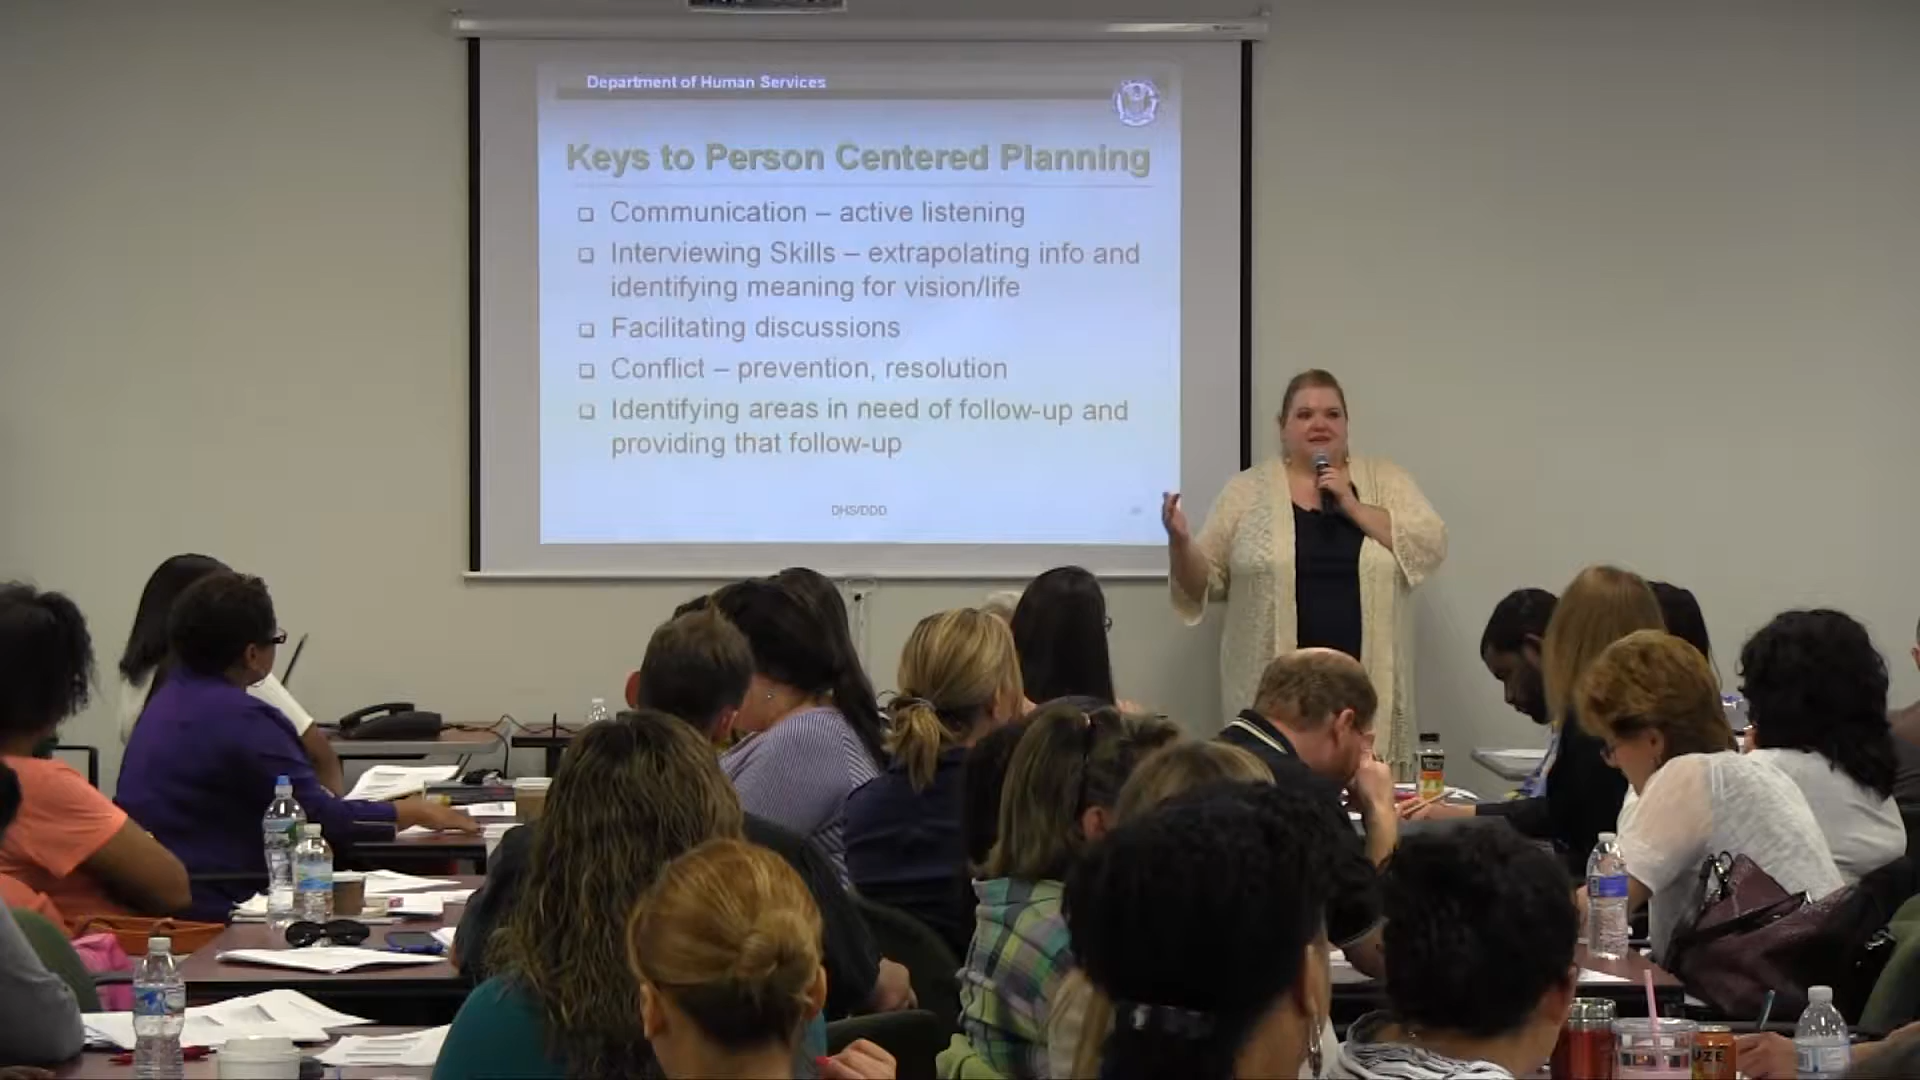 Department of Human Services
Keys to Person Centered Planning
Communication – active listening
Interviewing Skills – extrapolating info and
identifying meaning for vision/life
Facilitating discussions
Conflict – prevention, resolution
Identifying areas in need of follow-up and
providing that follow-up
DHS/DDD
UZE